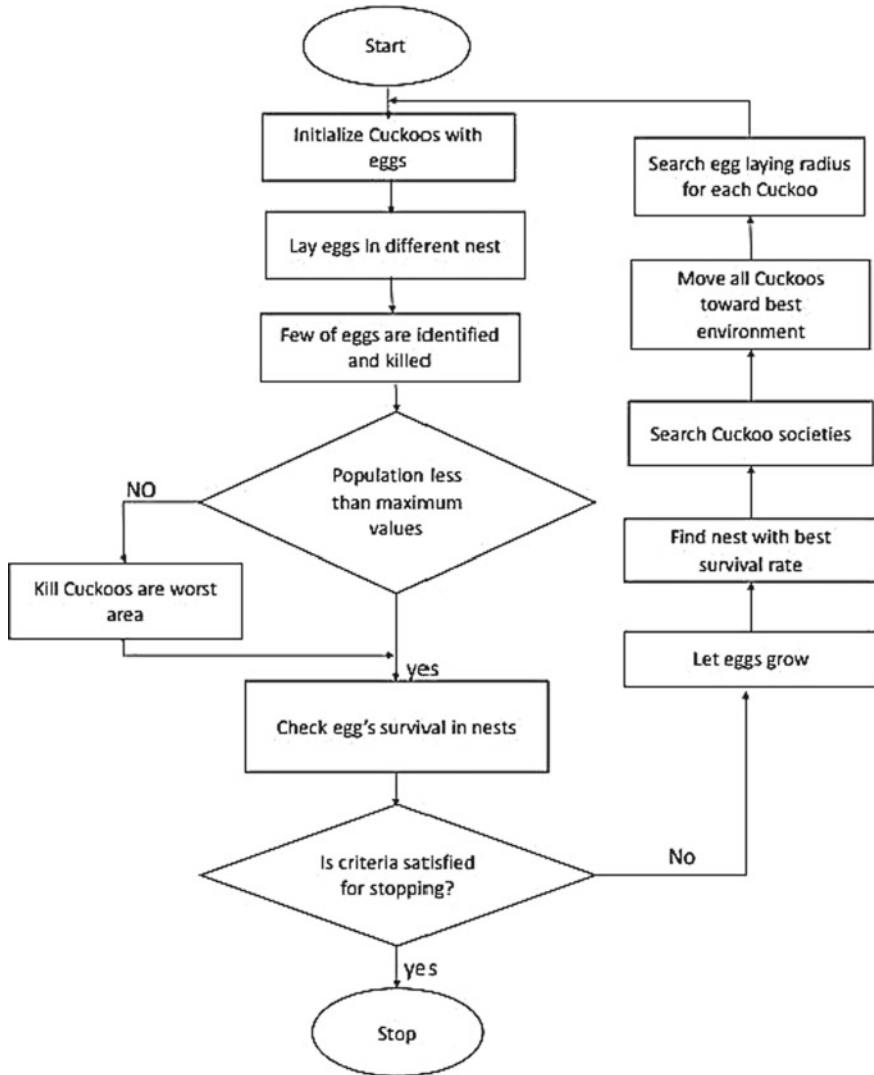 Start
Initialize Cuckoos with
eggs
Lay eggs In different nest
Few of eggs are identified
and killed
Population less
than maximum
values
NO
Kill Cuckoos are worst
area
yes
Check egg's survival in nests
Is criteria satisfied
for stopping?
yes
Stop
No
Let eggs grow
Find nest with best
survival rate
Search Cuckoo societies
Move all Cuckoos
toward best
environment
Search egg laying radius
for each Cuckoo